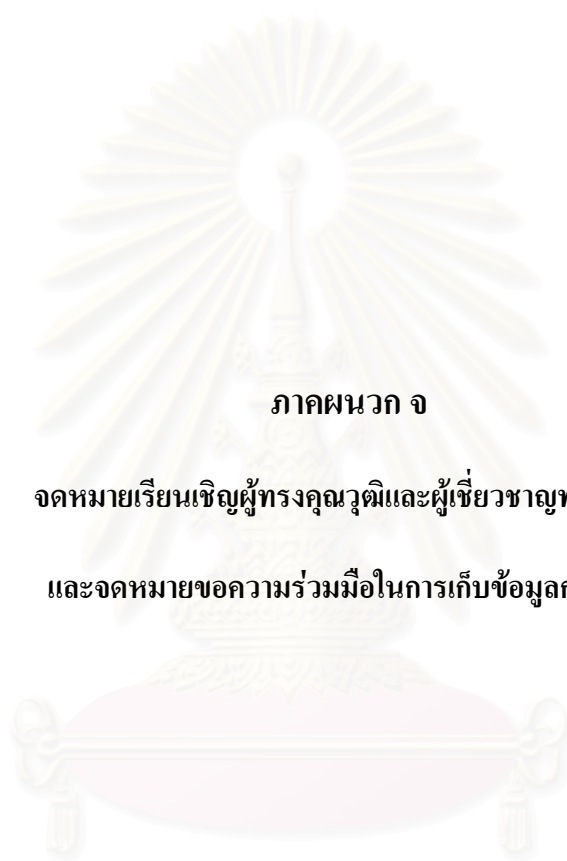 ภาคผนวก จ
จดหมายเรียนเชิญผู้ทรงคุณวุฒิและผู้เชี่ยวชาญ
และจดหมายขอความร่วมมือในการเก็บข้อมูล